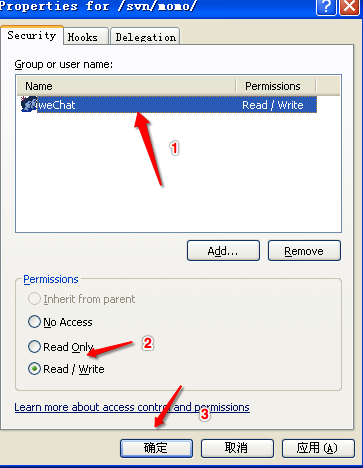 Properties for /svn/momo/
Security Hooks Delegation
Group or user name:
Name Permissions
weChat Read / Write
1
Add... Remove
Permissions
Inherit from parent
No Access
Read Only
2
Read / Write
Learn more about access control and permissions
3
确定 取消 应用(A)